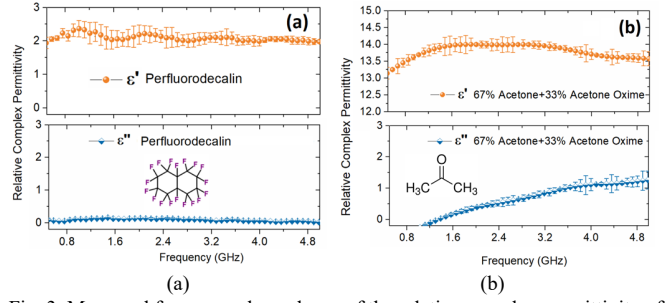 (a)
Relative Complex Permittivity
3
2
1
0
ε' Perfluorodecalin
3
2
1
0
ε'' Perfluorodecalin
F F F F F F
0.8 1.6 2.4 3.2 4.0 4.8
Frequency (GHz)
(a)
(b)
Relative Complex Permittivity
15.0
14.5
14.0
13.5
13.0
12.5
12.0
ε' 67% Acetone+33% Acetone Oxime
3
2
1
0
ε'' 67% Acetone+33% Acetone Oxime
O
H₃C CH₃
0.8 1.6 2.4 3.2 4.0 4.8
Frequency (GHz)
(b)